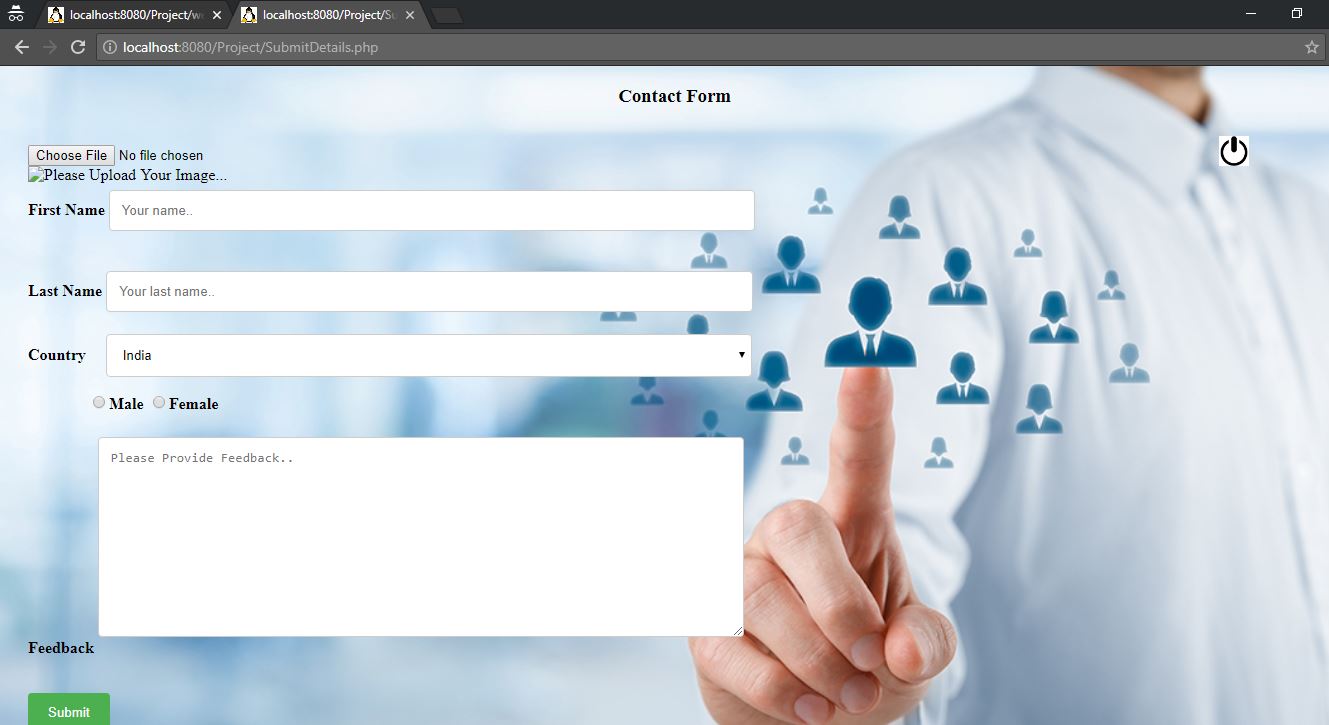 localhost:8080/Project/we
localhost:8080/Project/Su
localhost:8080/Project/SubmitDetails.php
Contact Form
Choose File No file chosen
Please Upload Your Image...
First Name Your name..
Last Name Your last name..
Country India
Male Female
Please Provide Feedback..
Feedback
Submit